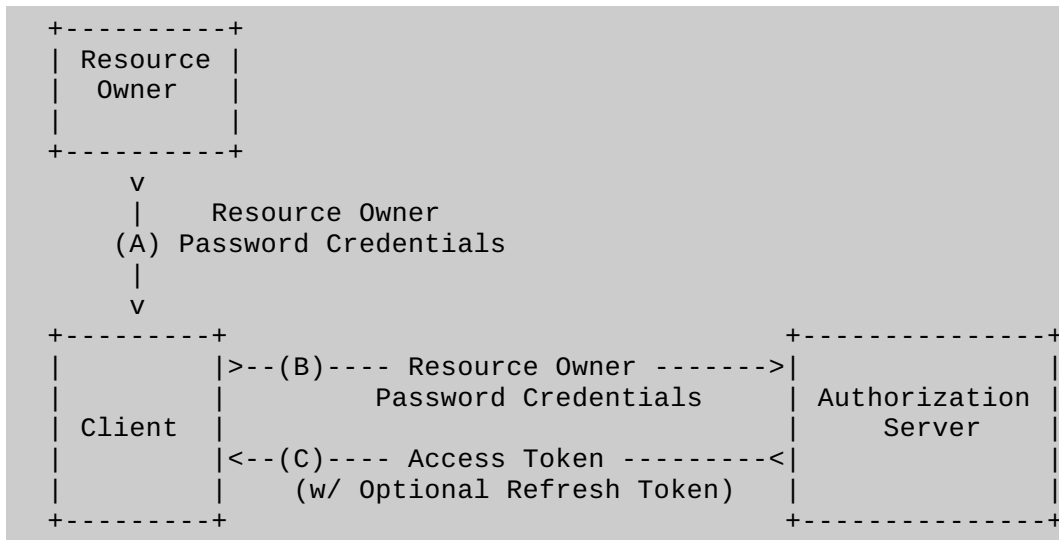 +----------+
| Resource |
|  Owner   |
|          |
+----------+
     v
     |    Resource Owner
    (A) Password Credentials
     |
     v
+---------+                                  +---------------+
|         |>--(B)---- Resource Owner ------->|               |
|         |         Password Credentials     | Authorization |
| Client  |                                  |     Server    |
|         |<--(C)---- Access Token ---------<|               |
|         |    (w/ Optional Refresh Token)   |               |
+---------+                                  +---------------+